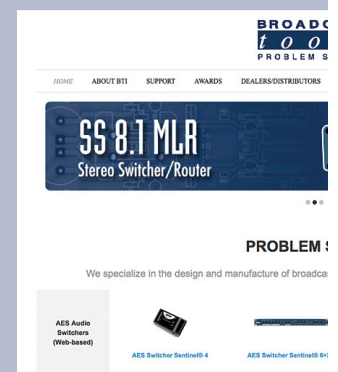 BROADC
too
PROBLEM S
HOME ABOUT BTI SUPPORT AWARDS DEALERS/DISTRIBUTORS
SS 8.1 MLR
Stereo Switcher/Router
PROBLEM S
We specialize in the design and manufacture of broadcas
AES Audio
Switchers
(Web-based)
AES Switcher Sentinel® 4 AES Switcher Sentinel® 6+